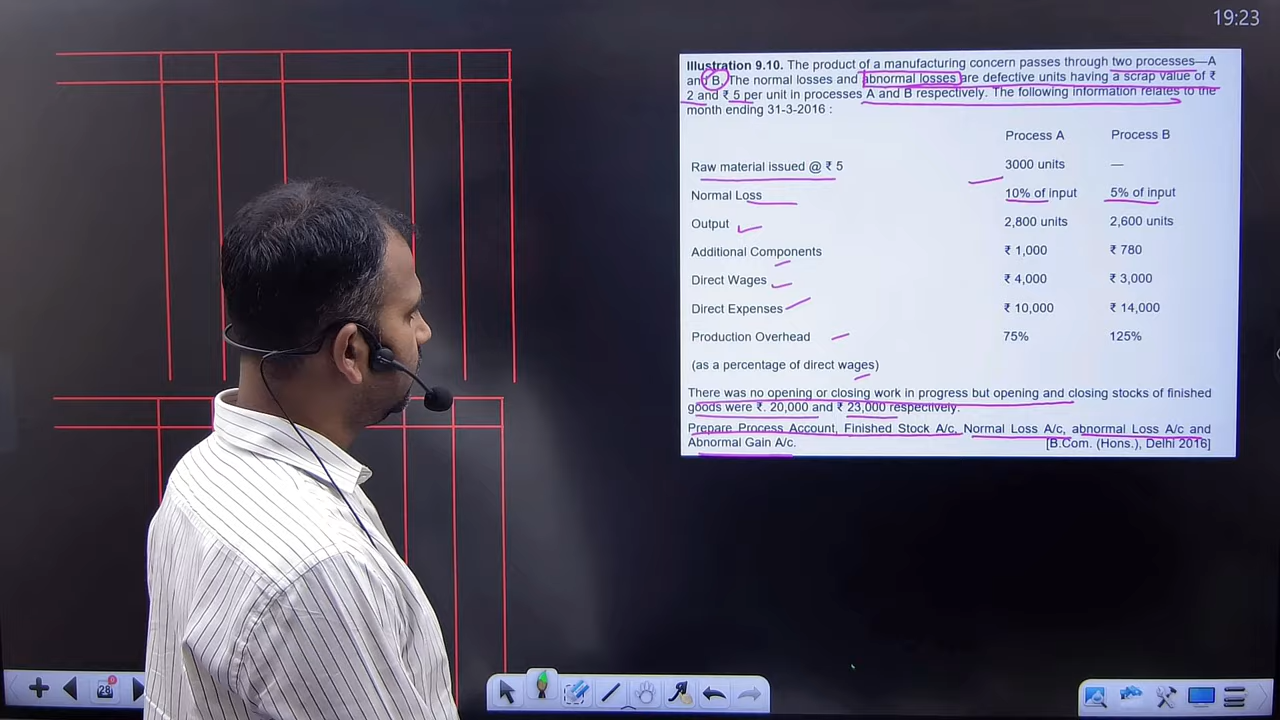 19:23
Illustration 9.10. The product of a manufacturing concern passes through two processes—A
and B. The normal losses and abnormal losses are defective units having a scrap value of ₹
2 and ₹ 5 per unit in processes A and B respectively. The following information relates to the
month ending 31-3-2016 :
Process A Process B
Raw material issued @ ₹ 5 3000 units —
Normal Loss 10% of input 5% of input
Output 2,800 units 2,600 units
Additional Components ₹ 1,000 ₹ 780
Direct Wages ₹ 4,000 ₹ 3,000
Direct Expenses ₹ 10,000 ₹ 14,000
Production Overhead 75% 125%
(as a percentage of direct wages)
There was no opening or closing work in progress but opening and closing stocks of finished
goods were ₹. 20,000 and ₹ 23,000 respectively.
Prepare Process Account, Finished Stock A/c, Normal Loss A/c, abnormal Loss A/c and
Abnormal Gain A/c. [B.Com. (Hons.), Delhi 2016]
28